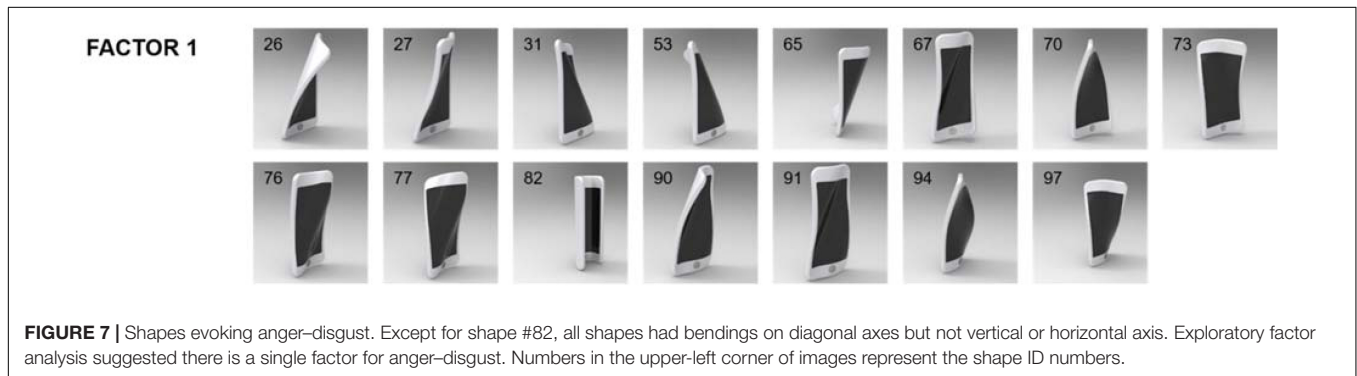 FACTOR 1
26 27 31 53 65 67 70 73
76 77 82 90 91 94 97
FIGURE 7 | Shapes evoking anger–disgust. Except for shape #82, all shapes had bendings on diagonal axes but not vertical or horizontal axis. Exploratory factor
analysis suggested there is a single factor for anger–disgust. Numbers in the upper-left corner of images represent the shape ID numbers.